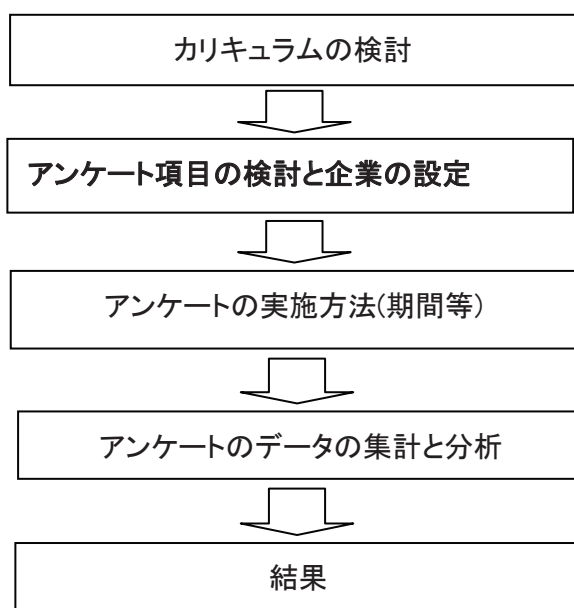 カリキュラムの検討
アンケート項目の検討と企業の設定
アンケートの実施方法(期間等)
アンケートのデータの集計と分析
結果